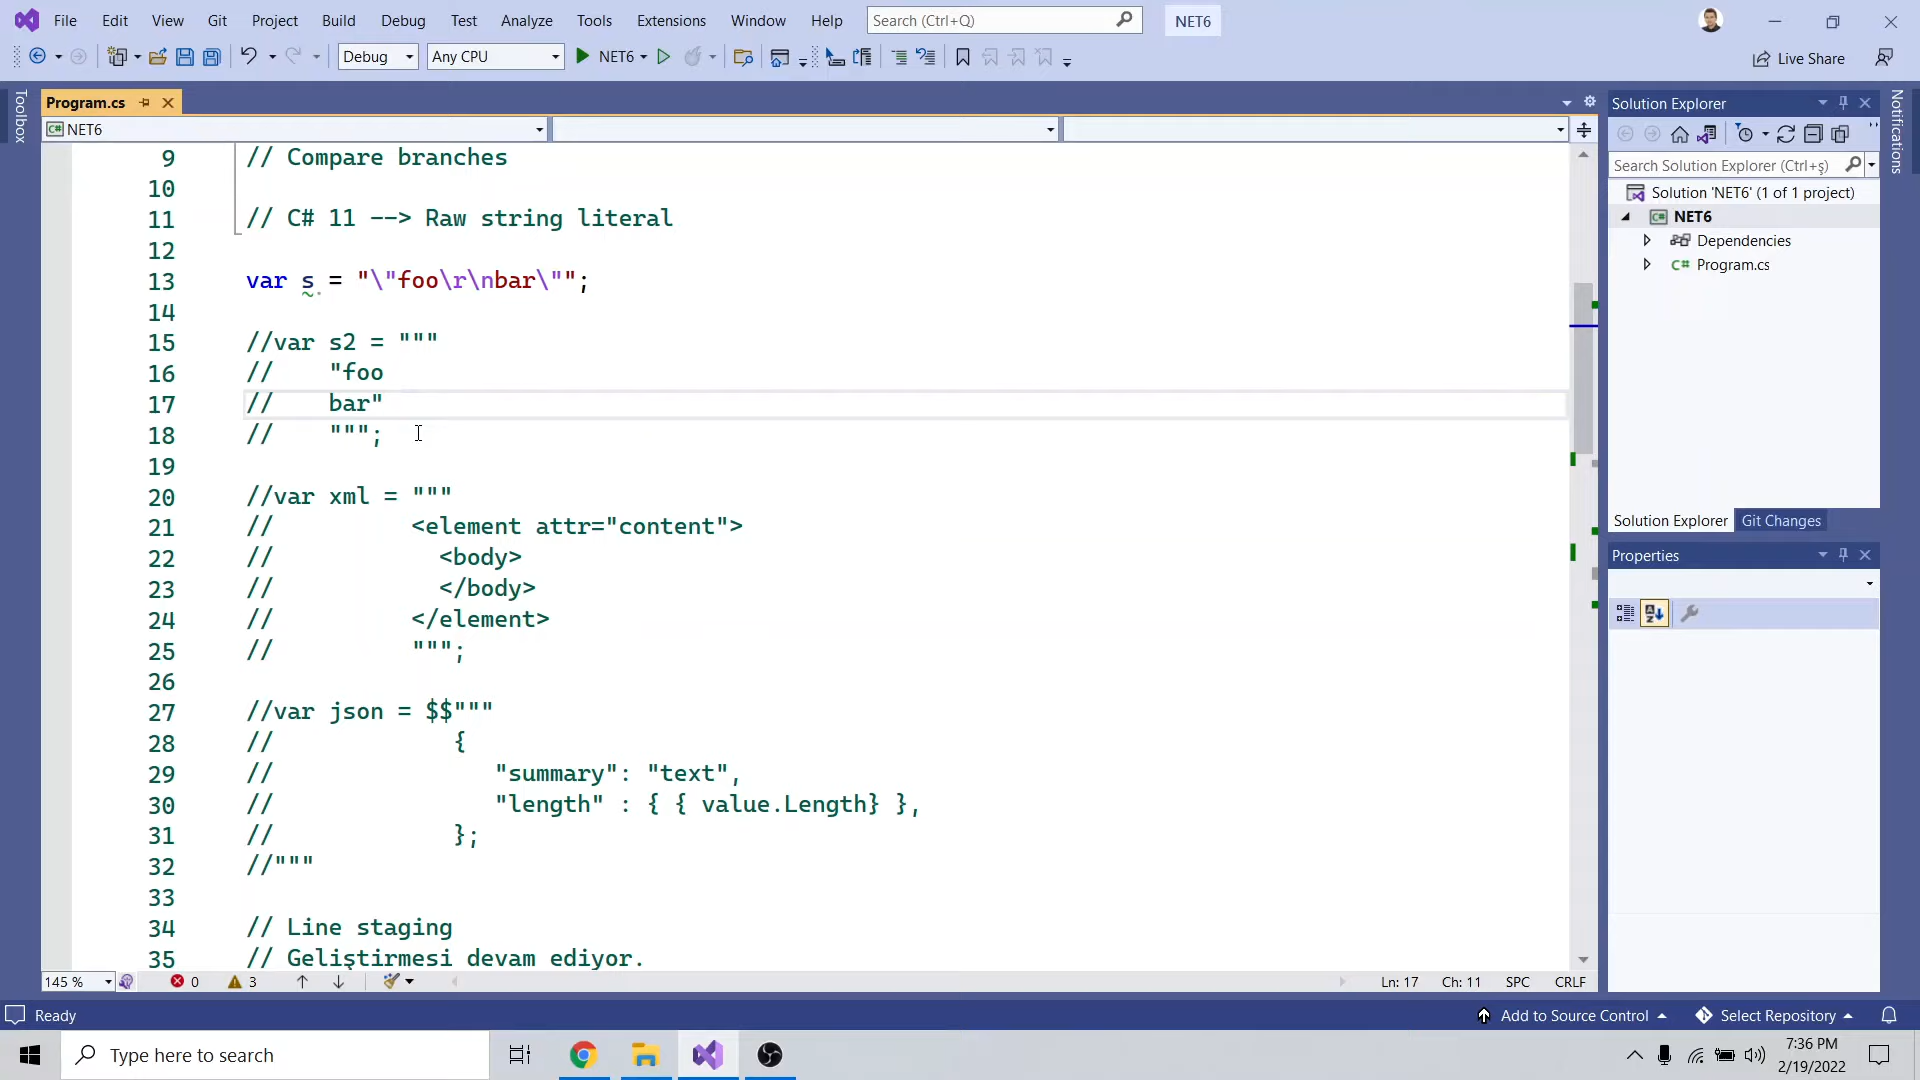 File Edit View Git Project Build Debug Test Analyze Tools Extensions Window Help Search (Ctrl+Q) NET6
Debug Any CPU NET6 Live Share
Toolbox
Program.cs
NET6
9 // Compare branches
10
11 // C# 11 --> Raw string literal
12
13 var s = "\"foo\r\nbar\"";
14
15 //var s2 = """
16 // "foo
17 // bar"
18 // """;
19
20 //var xml = """
21 // <element attr="content">
22 // <body>
23 // </body>
24 // </element>
25 // """;
26
27 //var json = $$"""
28 // {
29 // "summary": "text",
30 // "length" : { { value.Length} },
31 // };
32 //"""
33
34 // Line staging
35 // Geliştirmesi devam ediyor.
145 % 0 3 Ln: 17 Ch: 11 SPC CRLF
Solution Explorer
Search Solution Explorer (Ctrl+ş)
Solution 'NET6' (1 of 1 project)
C# NET6
Dependencies
C# Program.cs
Solution Explorer Git Changes
Properties
Notifications
Ready Add to Source Control Select Repository
Type here to search
7:36 PM
2/19/2022